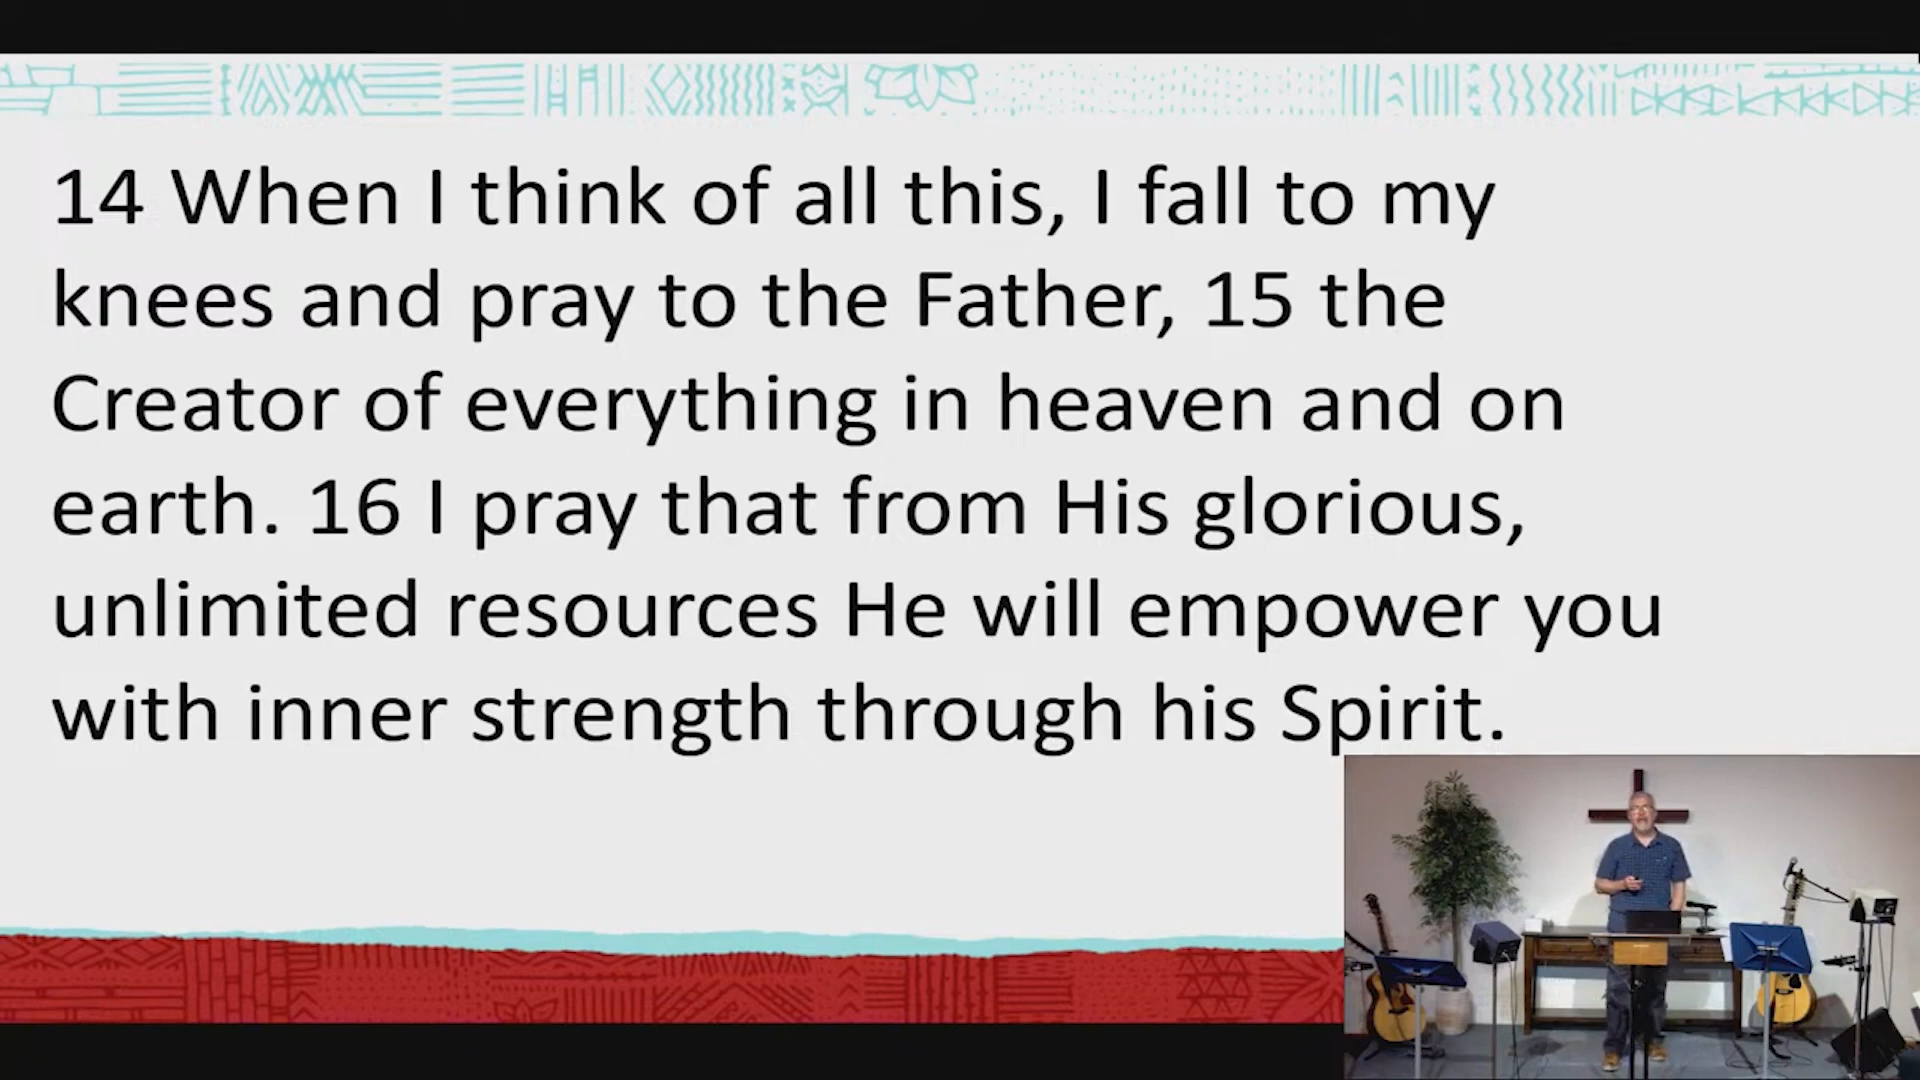 14 When I think of all this, I fall to my
knees and pray to the Father, 15 the
Creator of everything in heaven and on
earth. 16 I pray that from His glorious,
unlimited resources He will empower you
with inner strength through his Spirit.